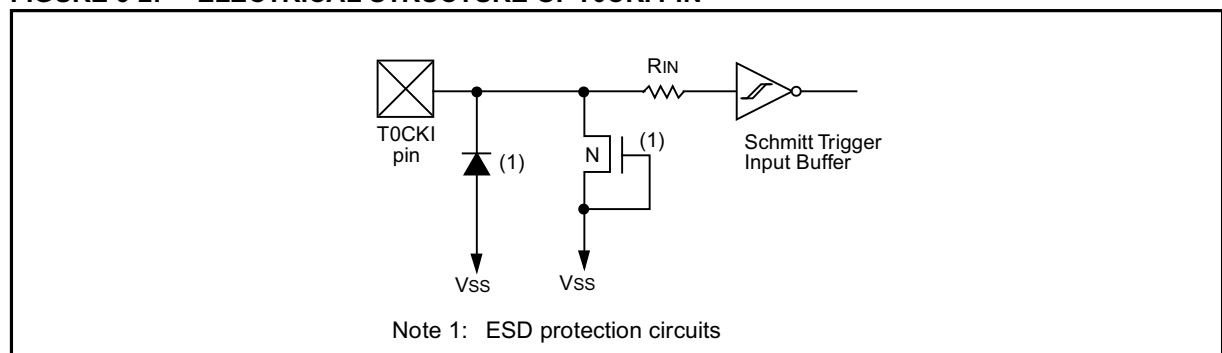 RIN
T0CKI
pin
(1)
N
(1)
Schmitt Trigger
Input Buffer
VSS
VSS
Note 1: ESD protection circuits